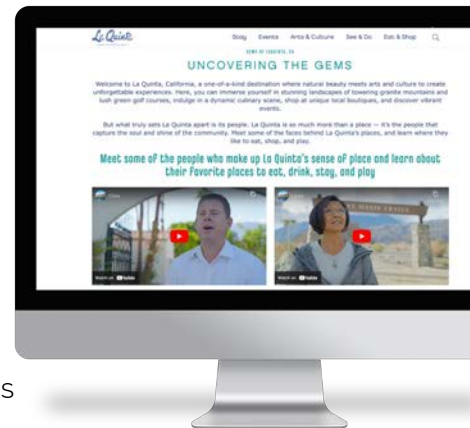 La Quinta
Stay Events Arts & Culture See & Do Eat & Shop
GEMS OF LA QUINTA, CA
UNCOVERING THE GEMS
Welcome to La Quinta, California, a one-of-a-kind destination where natural beauty meets arts and culture to create
unforgettable experiences. Here, you can immerse yourself in stunning landscapes of towering granite mountains and
lush green golf courses, indulge in a dynamic culinary scene, shop at unique local boutiques, and discover vibrant
events.
But what truly sets La Quinta apart is its people. La Quinta is so much more than a place — it's the people that
capture the soul and shine of the community. Meet some of the faces behind La Quinta's places, and learn where they
like to eat, shop, and play.
Meet some of the people who make up La Quinta's sense of place and learn about
their favorite places to eat, drink, stay, and play
Watch on YouTube
Watch on YouTube
S